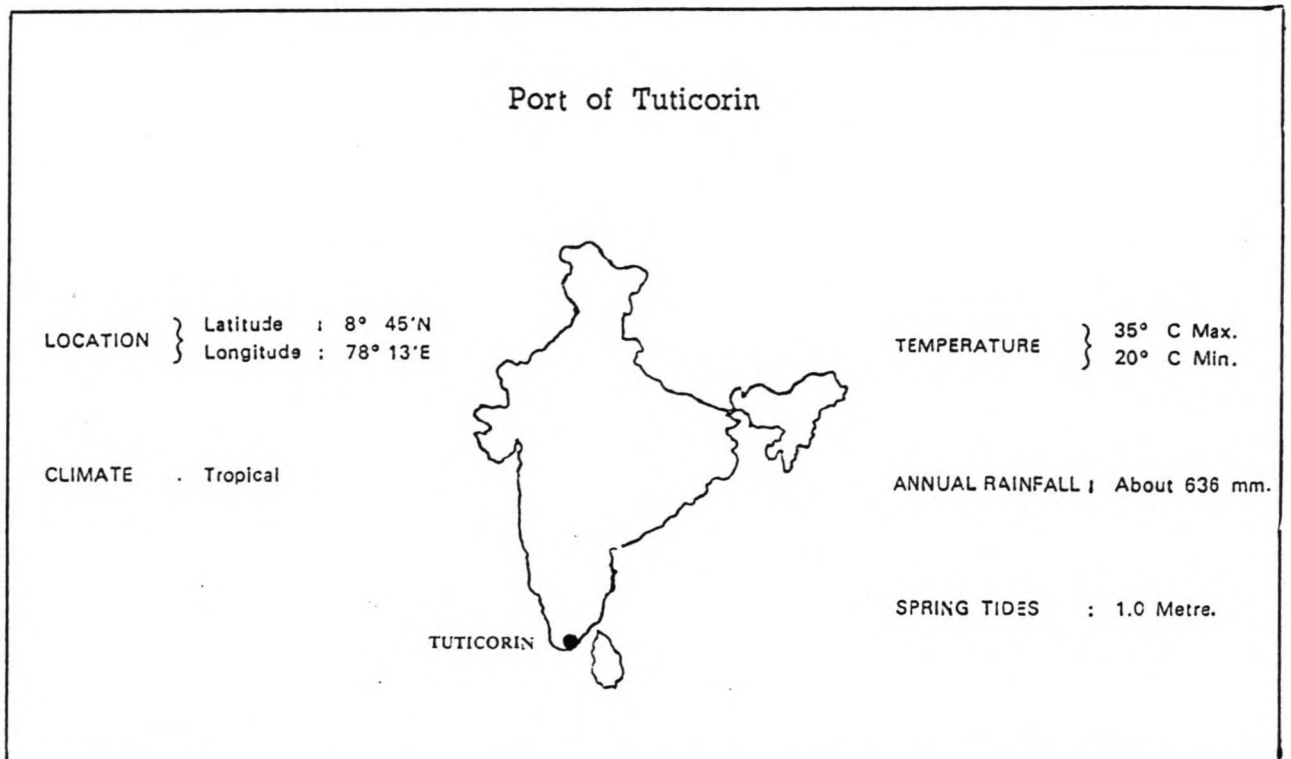 Port of Tuticorin
LOCATION } Latitude : 8° 45'N
Longitude : 78° 13'E
CLIMATE . Tropical
TEMPERATURE } 35° C Max.
20° C Min.
ANNUAL RAINFALL : About 636 mm.
SPRING TIDES : 1.0 Metre.
TUTICORIN